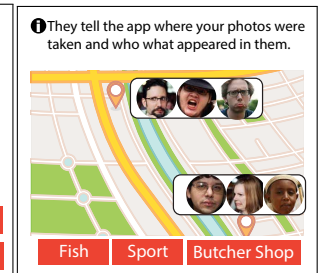 They tell the app where your photos were
taken and who what appeared in them.
Fish Sport Butcher Shop